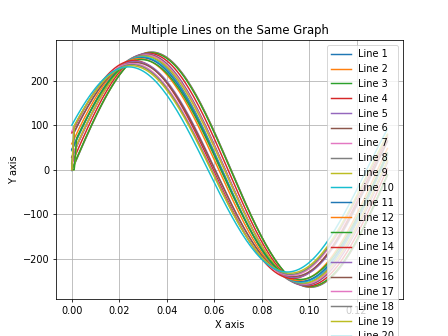 Multiple Lines on the Same Graph
Y axis
200
100
0
−100
−200
0.00
0.02
0.04
0.06
0.08
0.10
X axis
Line 1
Line 2
Line 3
Line 4
Line 5
Line 6
Line 7
Line 8
Line 9
Line 10
Line 11
Line 12
Line 13
Line 14
Line 15
Line 16
Line 17
Line 18
Line 19
Line 20